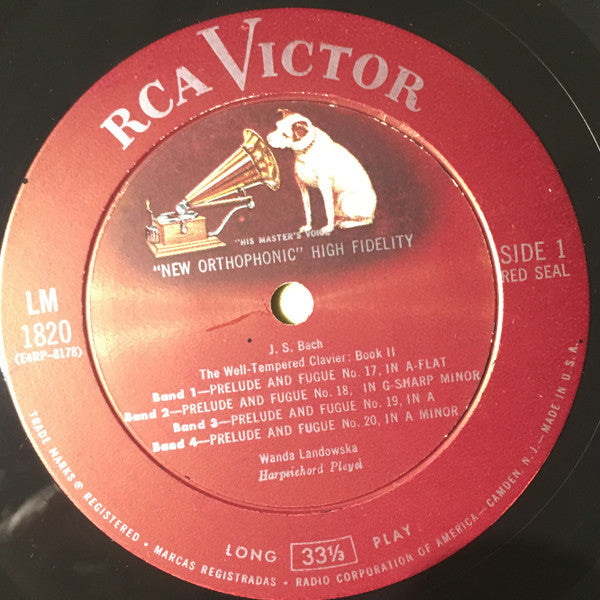 RCA VICTOR
"HIS MASTER'S VOICE"
"NEW ORTHOPHONIC" HIGH FIDELITY
SIDE 1
RED SEAL
LM
1820
(E4RP-8178)
J. S. Bach
The Well-Tempered Clavier: Book II
Band 1—PRELUDE AND FUGUE No. 17, IN A-FLAT
Band 2—PRELUDE AND FUGUE No. 18, IN G-SHARP MINOR
Band 3—PRELUDE AND FUGUE No. 19, IN A
Band 4—PRELUDE AND FUGUE No. 20, IN A MINOR
Wanda Landowska
Harpsichord Pleyel
LONG 33⅓ PLAY
TRADE MARKS ® REGISTERED • MARCAS REGISTRADAS • RADIO CORPORATION OF AMERICA—CAMDEN, N. J.—MADE IN U.S.A.